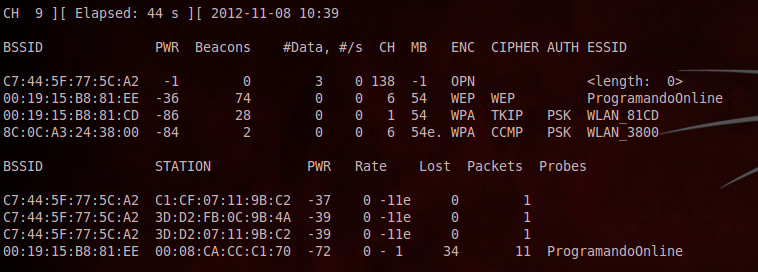 CH  9 ][ Elapsed: 44 s ][ 2012-11-08 10:39
BSSID              PWR  Beacons    #Data, #/s  CH  MB   ENC  CIPHER AUTH ESSID
C7:44:5F:77:5C:A2   -1        0        3    0 138  -1   OPN              <length:  0>
00:19:15:B8:81:EE  -36       74        0    0   6  54   WEP  WEP         ProgramandoOnline
00:19:15:B8:81:CD  -86       28        0    0   1  54   WPA  TKIP   PSK  WLAN_81CD
8C:0C:A3:24:38:00  -84        2        0    0   6  54e. WPA  CCMP   PSK  WLAN_3800
BSSID              STATION            PWR   Rate    Lost  Packets  Probes
C7:44:5F:77:5C:A2  C1:CF:07:11:9B:C2  -37    0 -11e     0        1
C7:44:5F:77:5C:A2  3D:D2:FB:0C:9B:4A  -39    0 -11e     0        1
C7:44:5F:77:5C:A2  3D:D2:07:11:9B:C2  -39    0 -11e     0        1
00:19:15:B8:81:EE  00:08:CA:CC:C1:70  -72    0 - 1     34       11  ProgramandoOnline